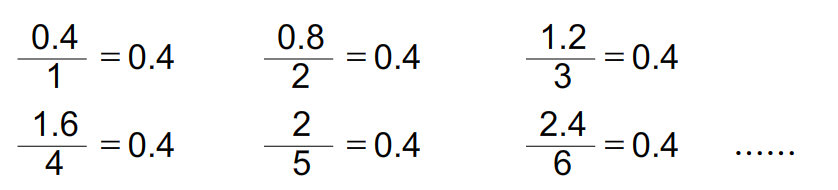 0.4/1 = 0.4 0.8/2 = 0.4 1.2/3 = 0.4
1.6/4 = 0.4 2/5 = 0.4 2.4/6 = 0.4 ......